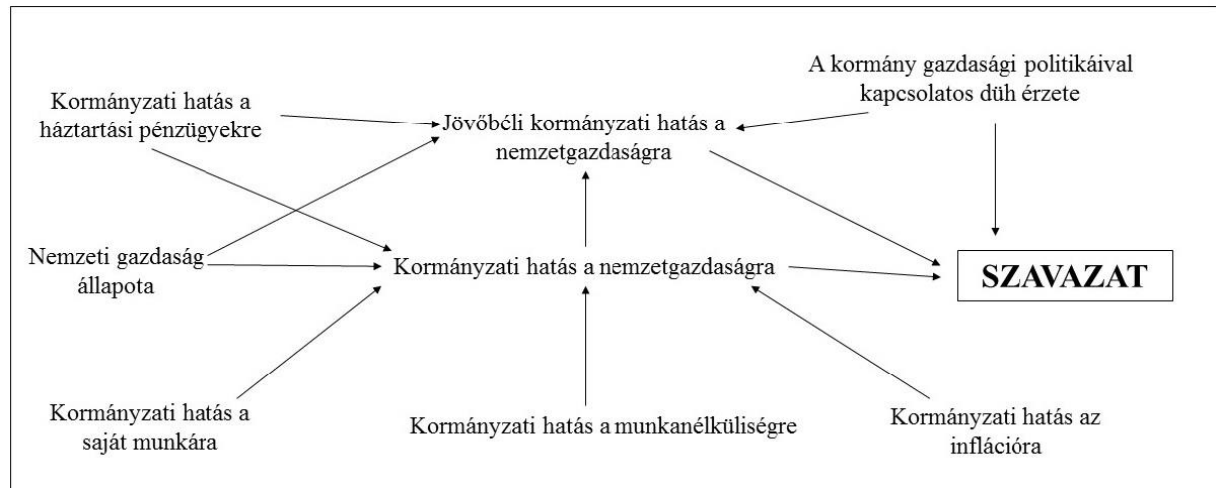 A kormány gazdasági politikáival
kapcsolatos düh érzete
Kormányzati hatás a
háztartási pénzügyekre
Jövőbéli kormányzati hatás a
nemzetgazdaságra
Nemzeti gazdaság
állapota
Kormányzati hatás a nemzetgazdaságra
SZAVAZAT
Kormányzati hatás a
saját munkára
Kormányzati hatás a munkanélküliségre
Kormányzati hatás az
inflációra